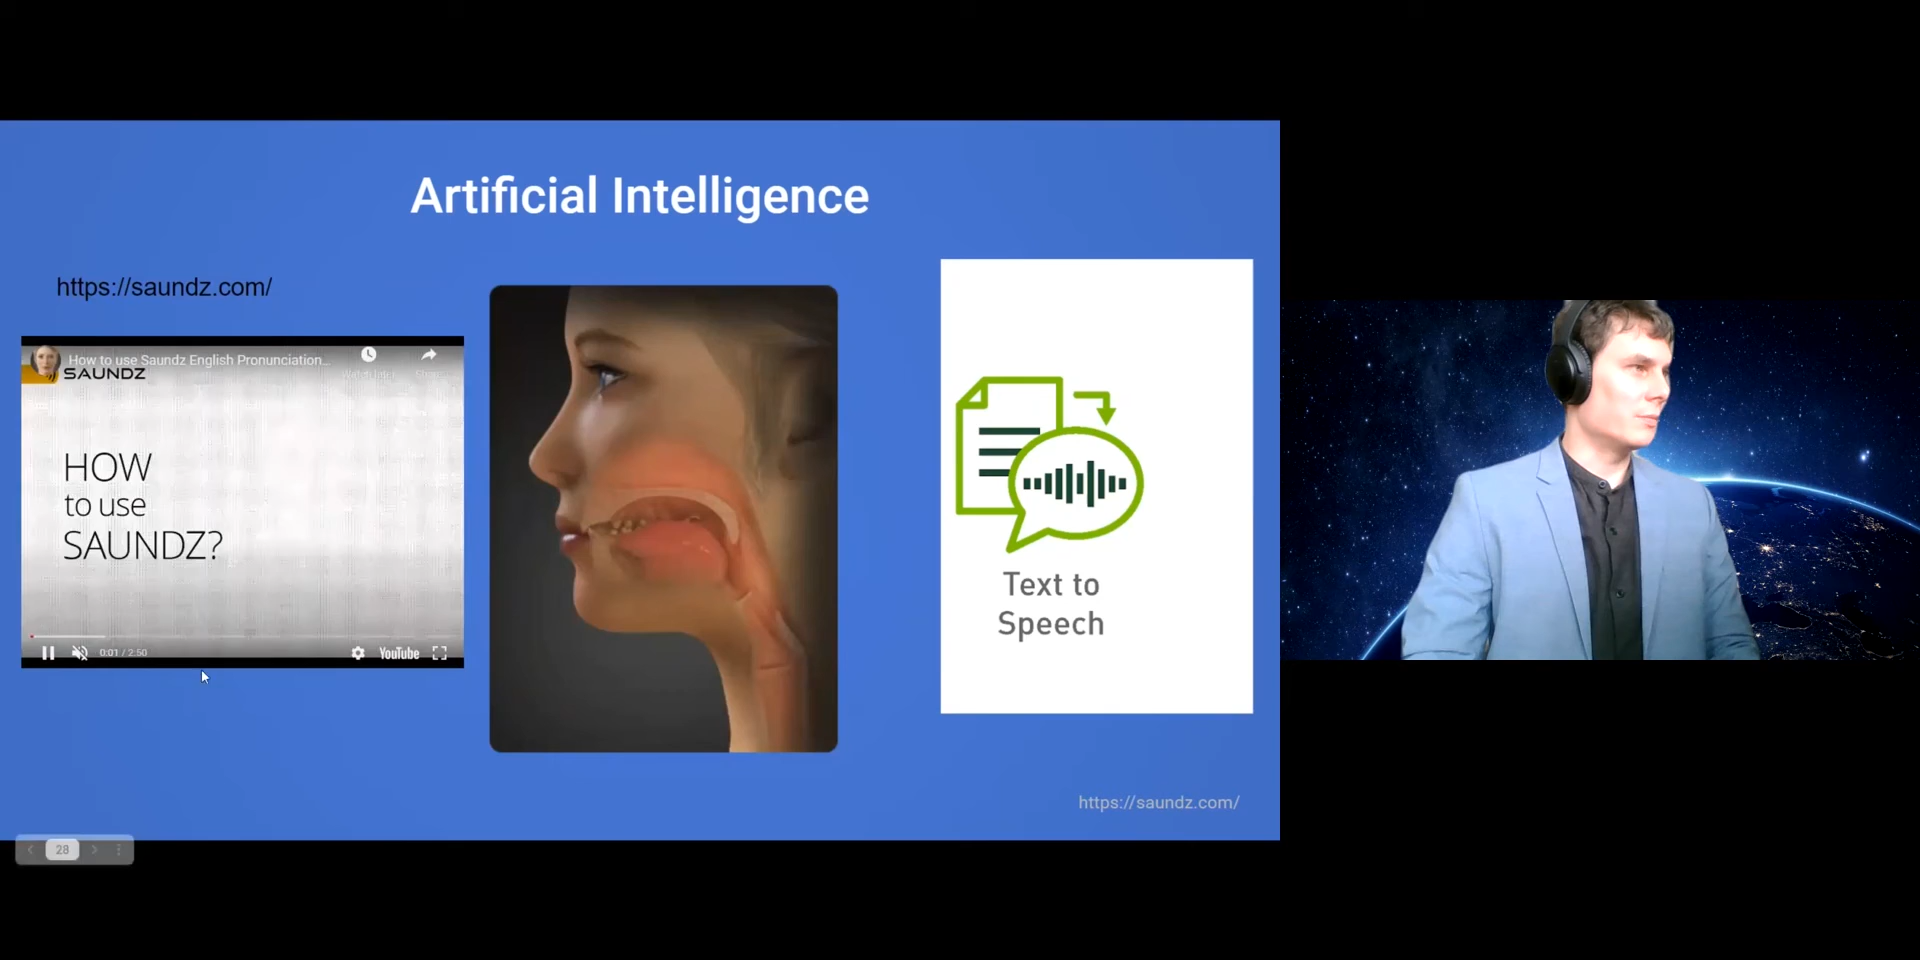 Artificial Intelligence
https://saundz.com/
How to use Saundz English Pronunciation...
SAUNDZ
HOW
to use
SAUNDZ?
0:01 / 2:50
YouTube
Text to
Speech
https://saundz.com/
28